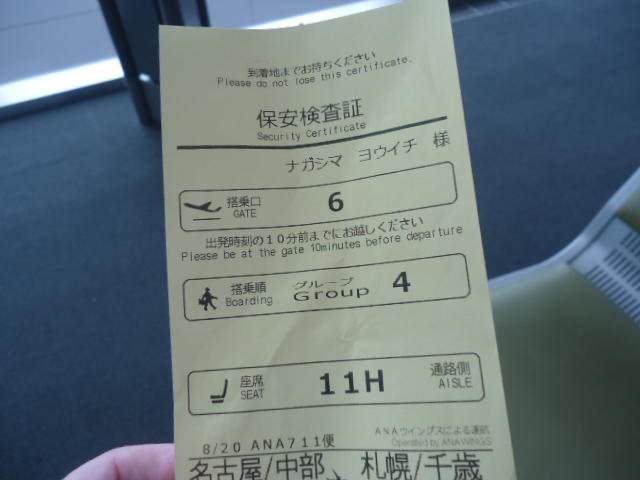 到着地までお持ちください
Please do not lose this certificate.
保安検査証
Security Certificate
ナガシマ ヨウイチ 様
搭乗口
GATE
6
出発時刻の10分前までにお越しください
Please be at the gate 10minutes before departure
搭乗順
Boarding
グループ
Group 4
座席
SEAT
11H
通路側
AISLE
8/20 ANA711便
ANAウイングスによる運航
Operated by ANAWINGS
名古屋/中部 → 札幌/千歳